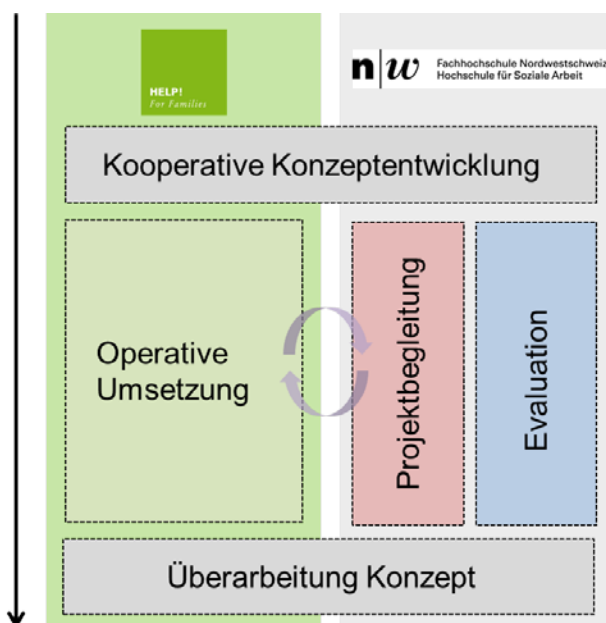 HELP!
For Families
n|w
Fachhochschule Nordwestschweiz
Hochschule für Soziale Arbeit
Kooperative Konzeptentwicklung
Operative
Umsetzung
Projektbegleitung
Evaluation
Überarbeitung Konzept